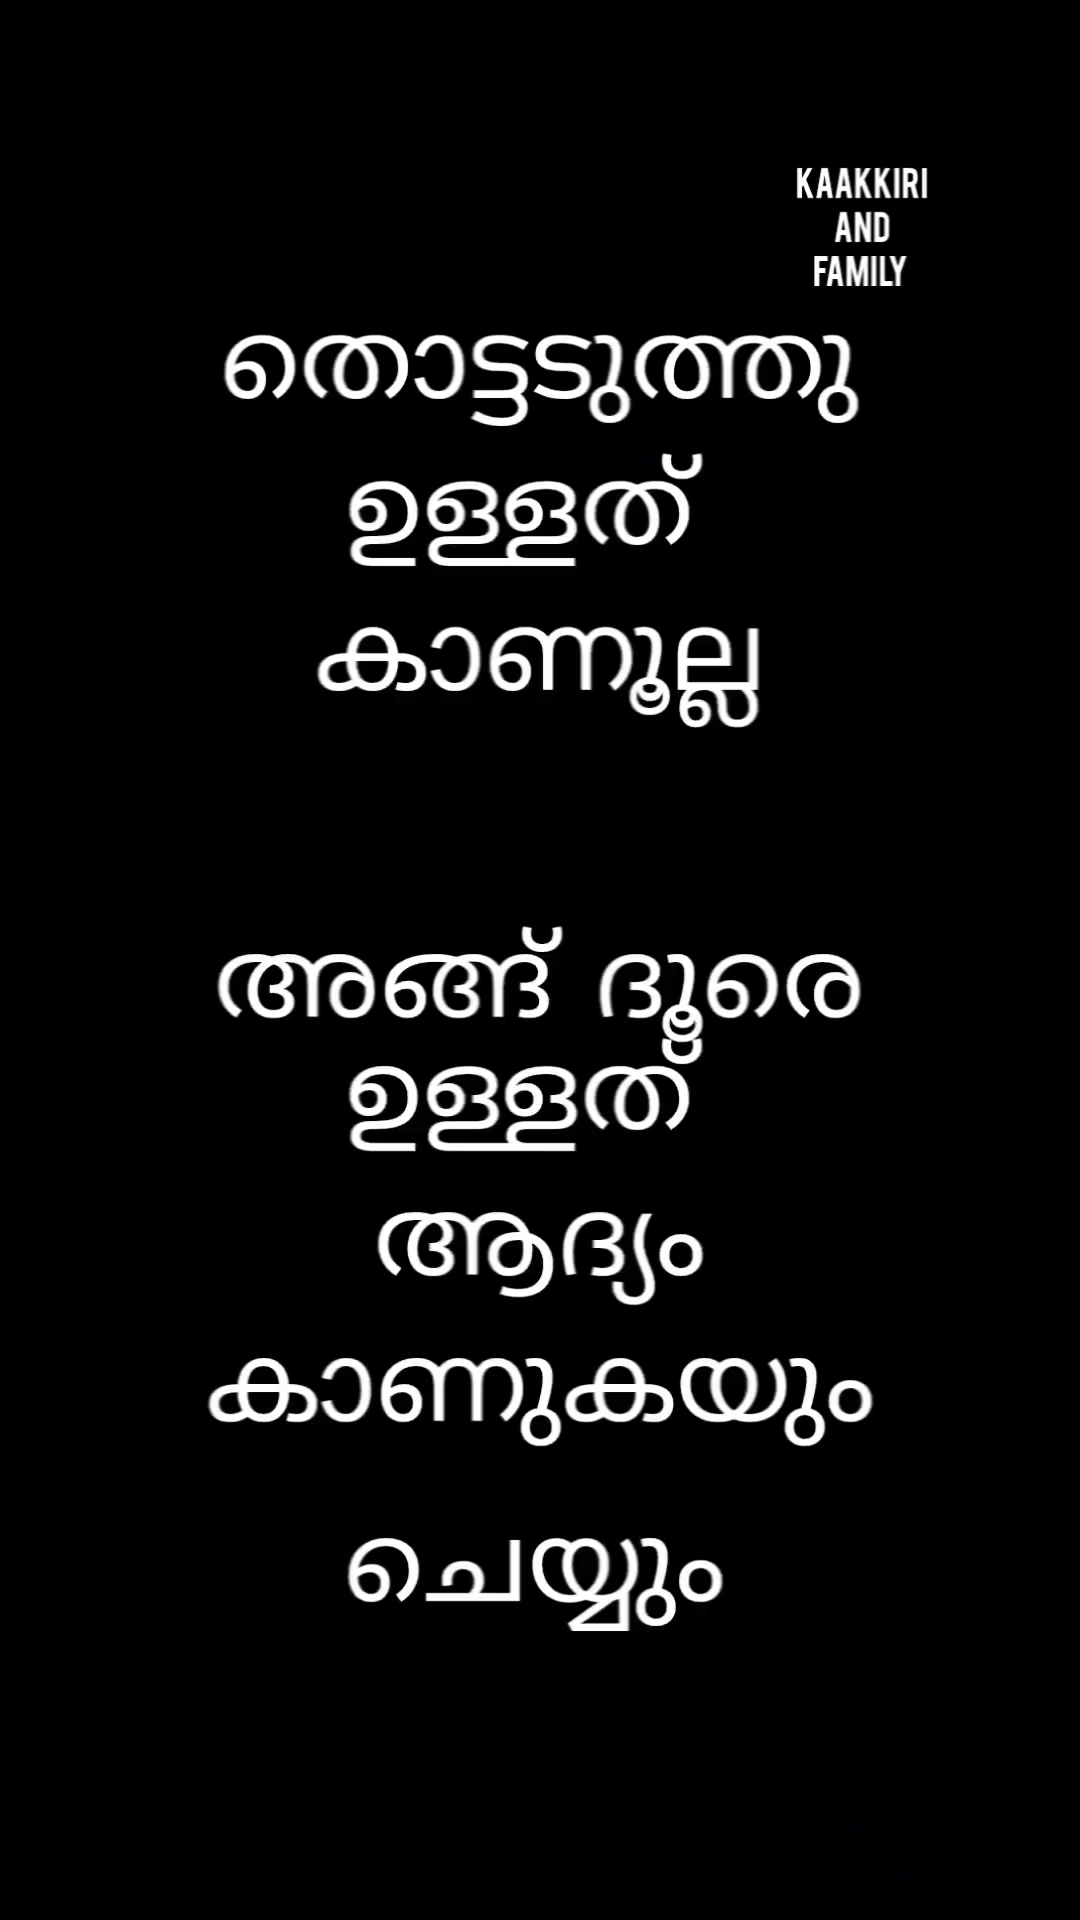 KAAKKIRI
AND
FAMILY
തൊട്ടടുത്തു
ഉള്ളത്
കാണൂല്ല
അങ്ങ് ദൂരെ
ഉള്ളത്
ആദ്യം
കാണുകയും
ചെയ്യും